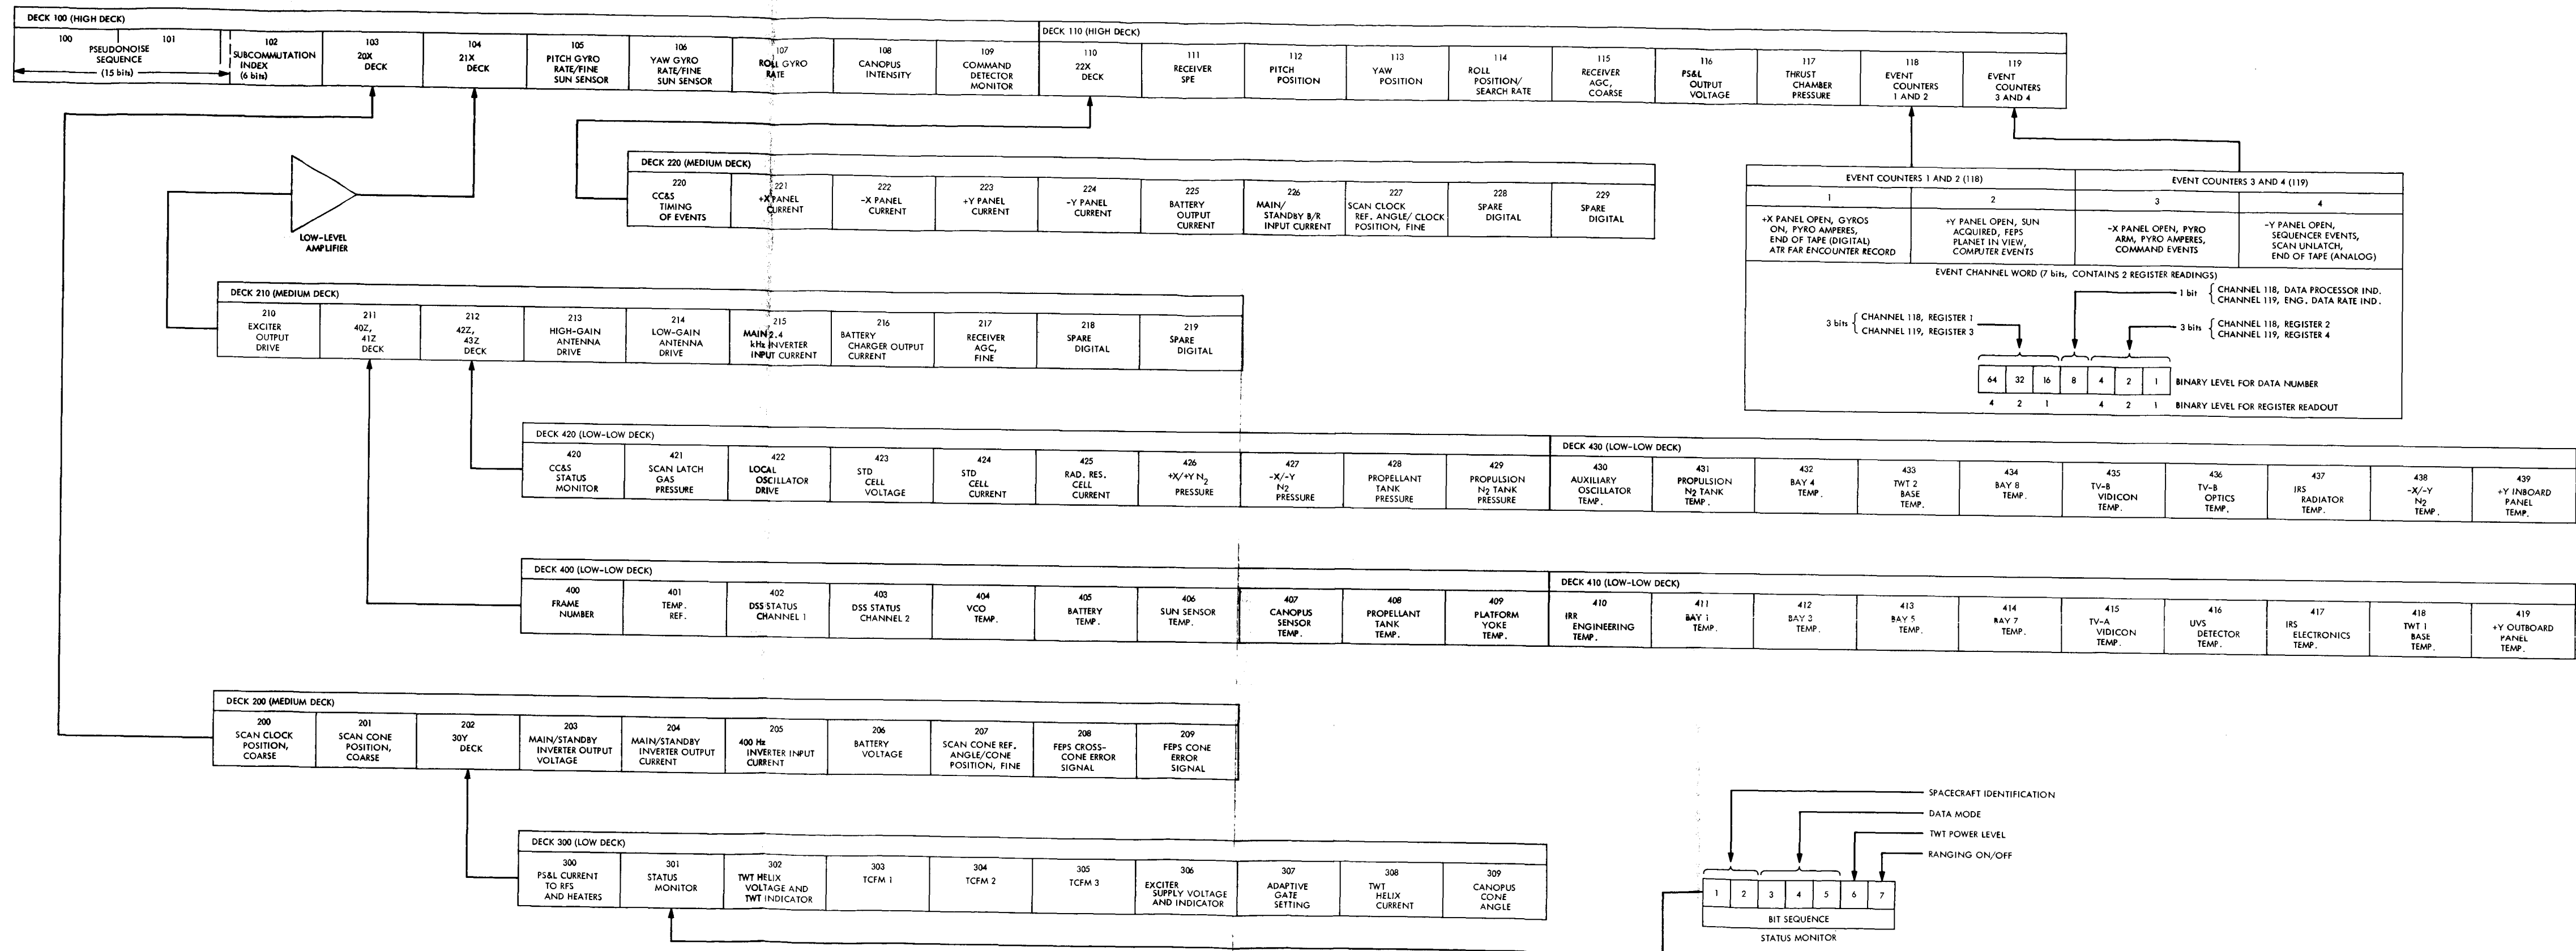 DECK 100 (HIGH DECK)
100
101
PSEUDONOISE
SEQUENCE
(15 bits)
102
SUBCOMMUTATION
INDEX
(6 bits)
103
20X
DECK
104
21X
DECK
105
PITCH GYRO
RATE/FINE
SUN SENSOR
106
YAW GYRO
RATE/FINE
SUN SENSOR
107
ROLL GYRO
RATE
108
CANOPUS
INTENSITY
109
COMMAND
DETECTOR
MONITOR
DECK 110 (HIGH DECK)
110
22X
DECK
111
RECEIVER
SPE
112
PITCH
POSITION
113
YAW
POSITION
114
ROLL
POSITION/
SEARCH RATE
115
RECEIVER
AGC,
COARSE
116
PS&L
OUTPUT
VOLTAGE
117
THRUST
CHAMBER
PRESSURE
118
EVENT
COUNTERS
1 AND 2
119
EVENT
COUNTERS
3 AND 4
LOW-LEVEL
AMPLIFIER
DECK 220 (MEDIUM DECK)
220
CC&S
TIMING
OF EVENTS
221
+X PANEL
CURRENT
222
-X PANEL
CURRENT
223
+Y PANEL
CURRENT
224
-Y PANEL
CURRENT
225
BATTERY
OUTPUT
CURRENT
226
MAIN/
STANDBY B/R
INPUT CURRENT
227
SCAN CLOCK
REF. ANGLE/CLOCK
POSITION, FINE
228
SPARE
DIGITAL
229
SPARE
DIGITAL
EVENT COUNTERS 1 AND 2 (118)
EVENT COUNTERS 3 AND 4 (119)
1
2
3
4
+X PANEL OPEN, GYROS
ON, PYRO AMPERES,
END OF TAPE (DIGITAL)
ATR FAR ENCOUNTER RECORD
+Y PANEL OPEN, SUN
ACQUIRED, FEPS
PLANET IN VIEW,
COMPUTER EVENTS
-X PANEL OPEN, PYRO
ARM, PYRO AMPERES,
COMMAND EVENTS
-Y PANEL OPEN,
SEQUENCER EVENTS,
SCAN UNLATCH,
END OF TAPE (ANALOG)
EVENT CHANNEL WORD (7 bits, CONTAINS 2 REGISTER READINGS)
1 bit { CHANNEL 118, DATA PROCESSOR IND.
CHANNEL 119, ENG. DATA RATE IND.
3 bits { CHANNEL 118, REGISTER 1
CHANNEL 119, REGISTER 3
3 bits { CHANNEL 118, REGISTER 2
CHANNEL 119, REGISTER 4
64 32 16 8 4 2 1 BINARY LEVEL FOR DATA NUMBER
4 2 1 4 2 1 BINARY LEVEL FOR REGISTER READOUT
DECK 210 (MEDIUM DECK)
210
EXCITER
OUTPUT
DRIVE
211
40Z,
41Z
DECK
212
42Z,
43Z
DECK
213
HIGH-GAIN
ANTENNA
DRIVE
214
LOW-GAIN
ANTENNA
DRIVE
215
MAIN 2.4
kHz INVERTER
INPUT CURRENT
216
BATTERY
CHARGER OUTPUT
CURRENT
217
RECEIVER
AGC,
FINE
218
SPARE
DIGITAL
219
SPARE
DIGITAL
DECK 420 (LOW-LOW DECK)
420
CC&S
STATUS
MONITOR
421
SCAN LATCH
GAS
PRESSURE
422
LOCAL
OSCILLATOR
DRIVE
423
STD
CELL
VOLTAGE
424
STD
CELL
CURRENT
425
RAD. RES.
CELL
CURRENT
426
+X/+Y N2
PRESSURE
427
-X/-Y
N2
PRESSURE
428
PROPELLANT
TANK
PRESSURE
429
PROPULSION
N2 TANK
PRESSURE
DECK 430 (LOW-LOW DECK)
430
AUXILIARY
OSCILLATOR
TEMP.
431
PROPULSION
N2 TANK
TEMP.
432
BAY 4
TEMP.
433
TWT 2
BASE
TEMP.
434
BAY 8
TEMP.
435
TV-B
VIDICON
TEMP.
436
TV-B
OPTICS
TEMP.
437
IRS
RADIATOR
TEMP.
438
-X/-Y
N2
TEMP.
439
+Y INBOARD
PANEL
TEMP.
DECK 400 (LOW-LOW DECK)
400
FRAME
NUMBER
401
TEMP.
REF.
402
DSS STATUS
CHANNEL 1
403
DSS STATUS
CHANNEL 2
404
VCO
TEMP.
405
BATTERY
TEMP.
406
SUN SENSOR
TEMP.
407
CANOPUS
SENSOR
TEMP.
408
PROPELLANT
TANK
TEMP.
409
PLATFORM
YOKE
TEMP.
DECK 410 (LOW-LOW DECK)
410
IRR
ENGINEERING
TEMP.
411
BAY 1
TEMP.
412
BAY 3
TEMP.
413
BAY 5
TEMP.
414
BAY 7
TEMP.
415
TV-A
VIDICON
TEMP.
416
UVS
DETECTOR
TEMP.
417
IRS
ELECTRONICS
TEMP.
418
TWT 1
BASE
TEMP.
419
+Y OUTBOARD
PANEL
TEMP.
DECK 200 (MEDIUM DECK)
200
SCAN CLOCK
POSITION,
COARSE
201
SCAN CONE
POSITION,
COARSE
202
30Y
DECK
203
MAIN/STANDBY
INVERTER OUTPUT
VOLTAGE
204
MAIN/STANDBY
INVERTER OUTPUT
CURRENT
205
400 Hz
INVERTER INPUT
CURRENT
206
BATTERY
VOLTAGE
207
SCAN CONE REF.
ANGLE/CONE
POSITION, FINE
208
FEPS CROSS-
CONE ERROR
SIGNAL
209
FEPS CONE
ERROR
SIGNAL
DECK 300 (LOW DECK)
300
PS&L CURRENT
TO RFS
AND HEATERS
301
STATUS
MONITOR
302
TWT HELIX
VOLTAGE AND
TWT INDICATOR
303
TCFM 1
304
TCFM 2
305
TCFM 3
306
EXCITER
SUPPLY VOLTAGE
AND INDICATOR
307
ADAPTIVE
GATE
SETTING
308
TWT
HELIX
CURRENT
309
CANOPUS
CONE
ANGLE
SPACECRAFT IDENTIFICATION
DATA MODE
TWT POWER LEVEL
RANGING ON/OFF
1 2 3 4 5 6 7
BIT SEQUENCE
STATUS MONITOR